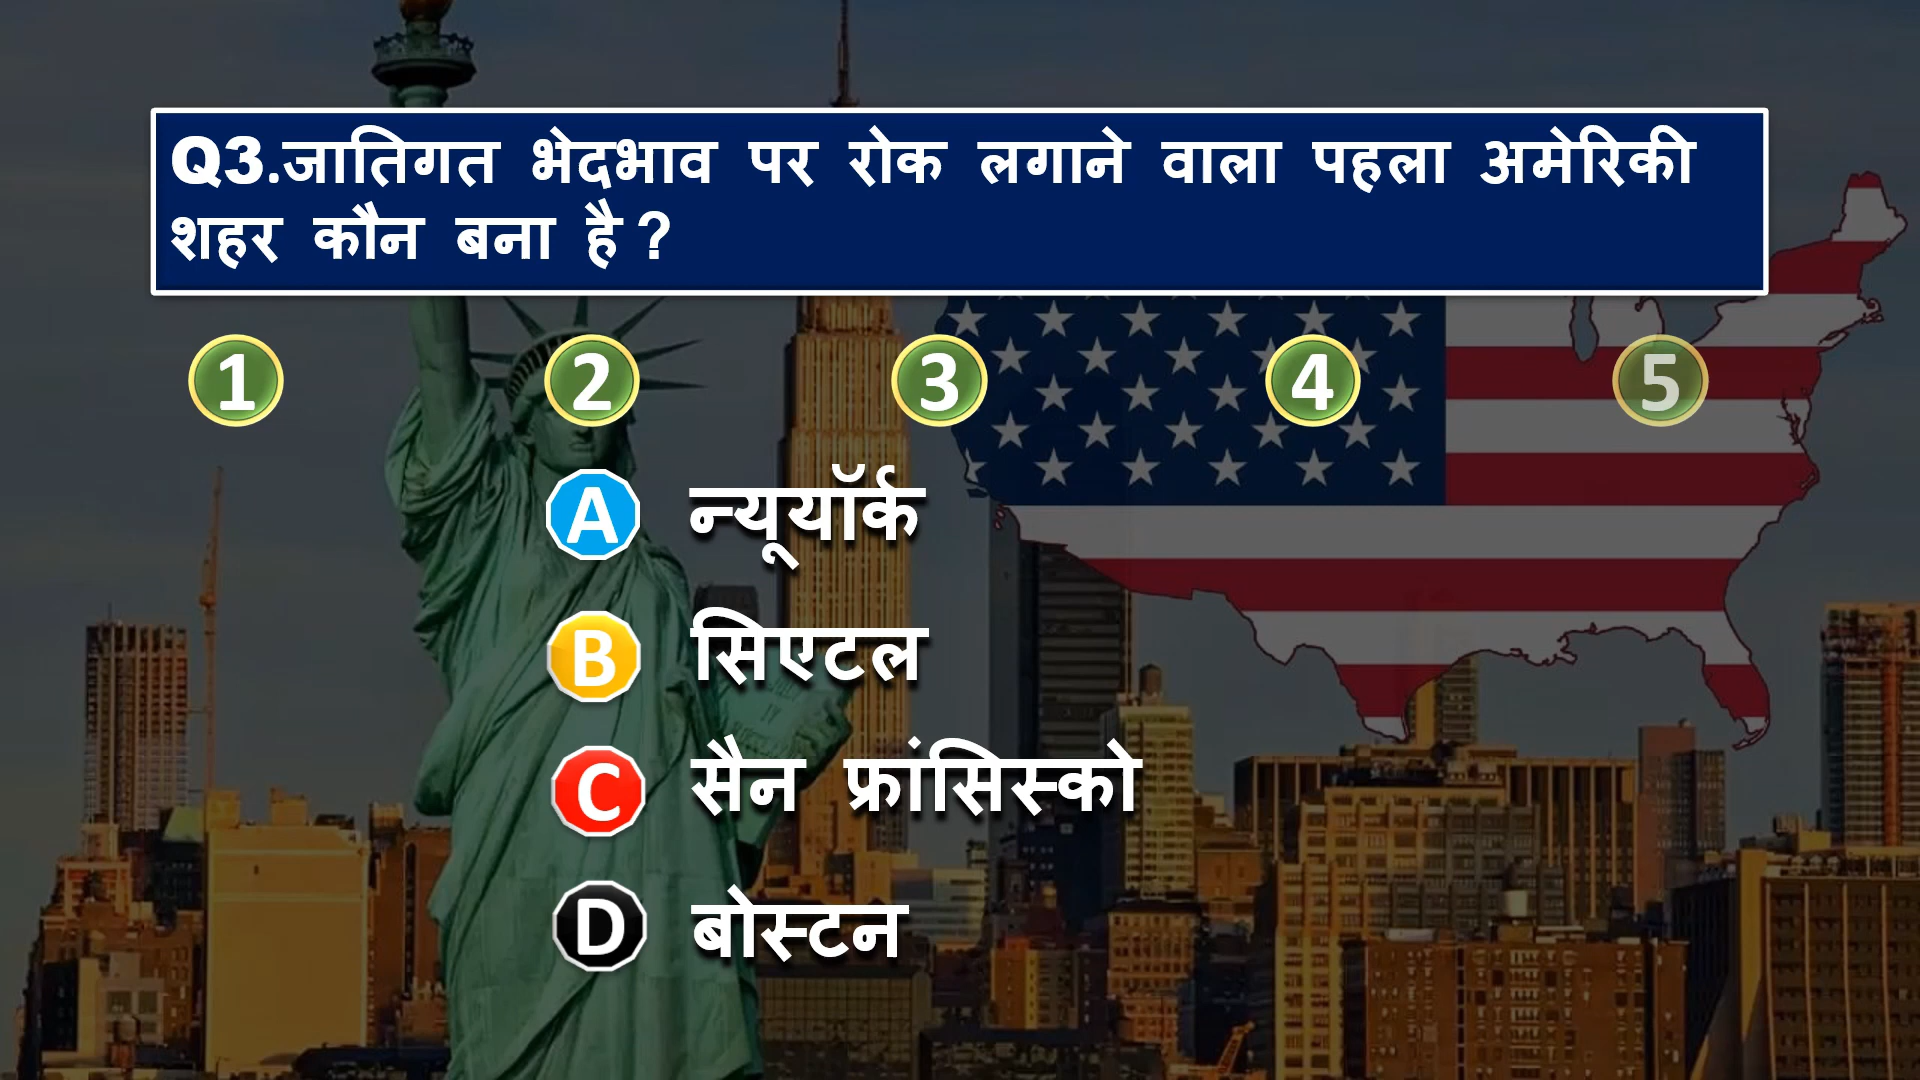 Q3.जातिगत भेदभाव पर रोक लगाने वाला पहला अमेरिकी
शहर कौन बना है ?
1 2 3 4 5
A न्यूयॉर्क
B सिएटल
C सैन फ्रांसिस्को
D बोस्टन